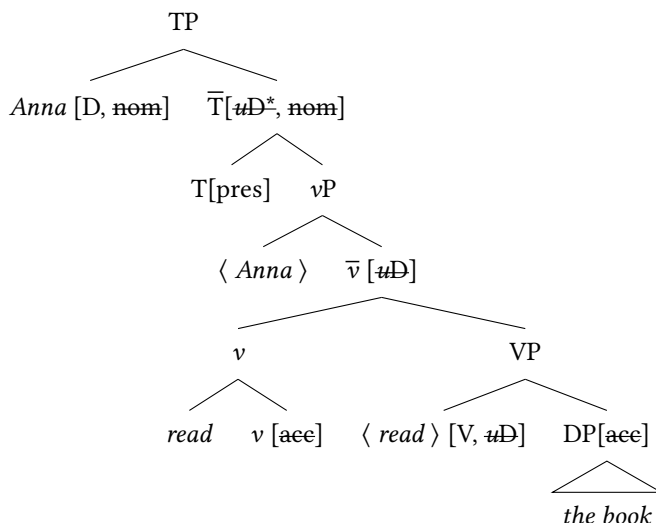 TP
Anna [D, nom] T̅[uD*, nom]
T[pres] vP
⟨ Anna ⟩ v̅ [uD]
v VP
read v [acc] ⟨ read ⟩ [V, uD] DP[acc]
the book